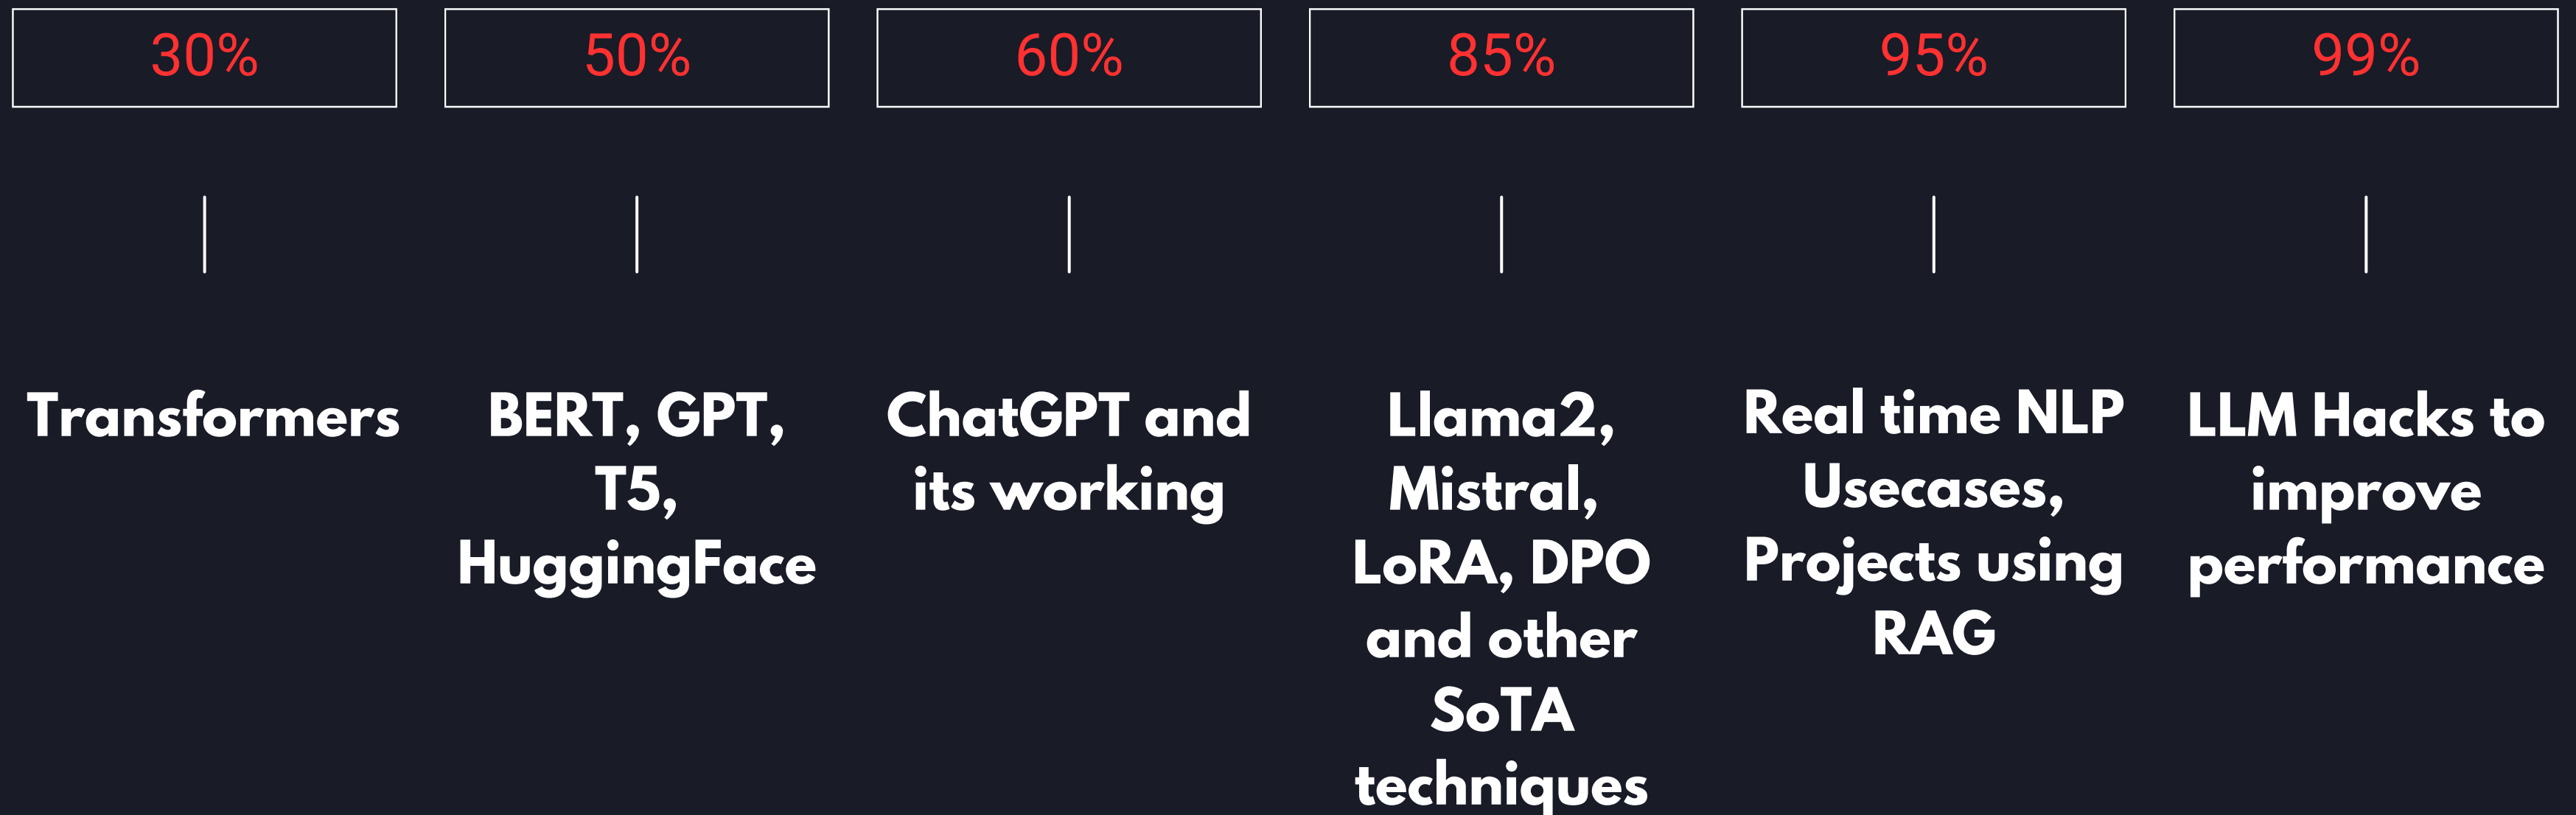 30%
50%
60%
85%
95%
99%
Transformers
BERT, GPT,
T5,
HuggingFace
ChatGPT and
its working
Llama2,
Mistral,
LoRA, DPO
and other
SoTA
techniques
Real time NLP
Usecases,
Projects using
RAG
LLM Hacks to
improve
performance